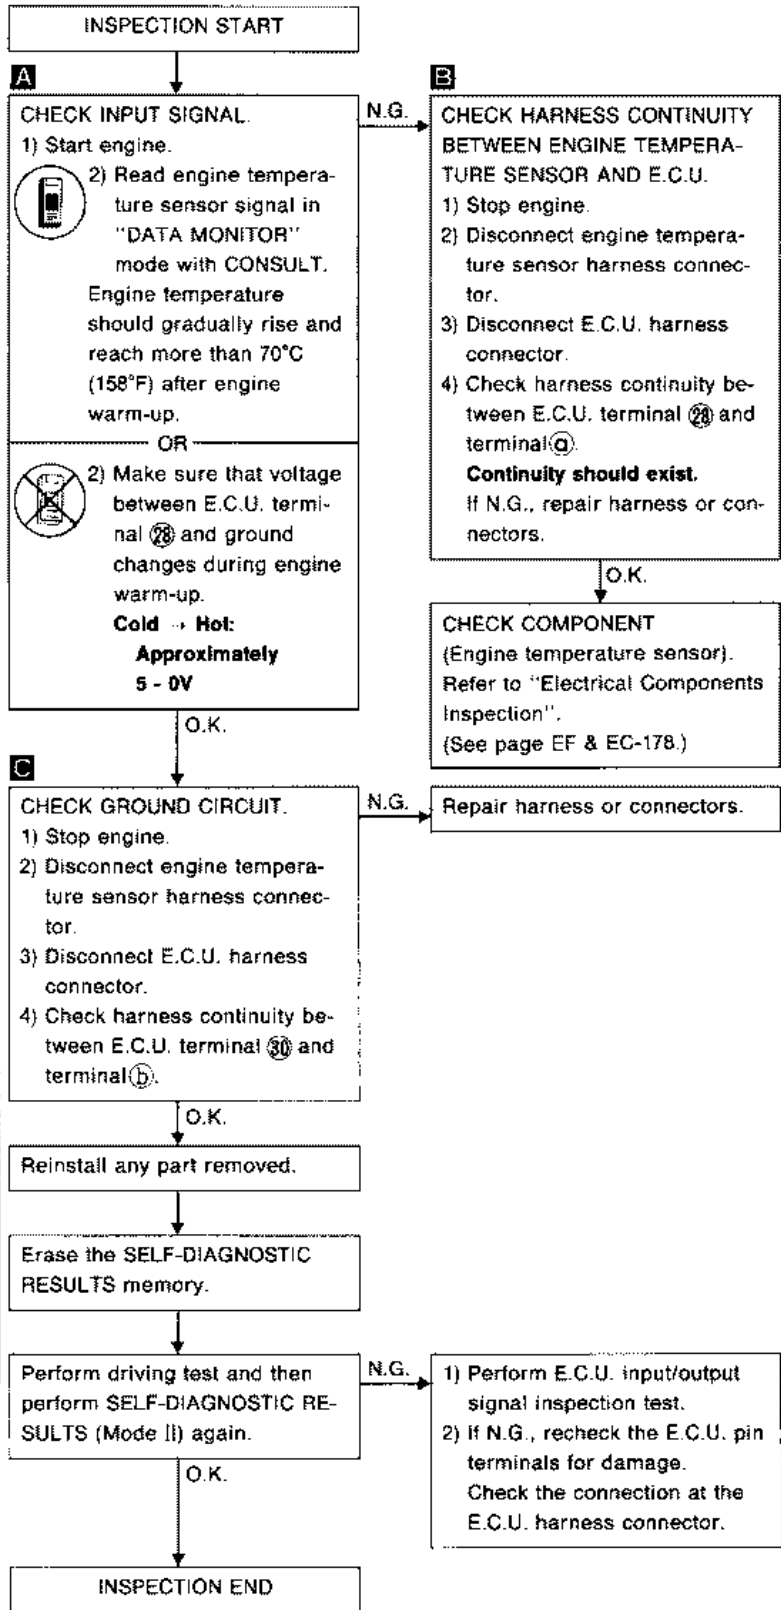 INSPECTION START
A
CHECK INPUT SIGNAL.
1) Start engine.
2) Read engine tempera-
ture sensor signal in
"DATA MONITOR"
mode with CONSULT.
Engine temperature
should gradually rise and
reach more than 70°C
(158°F) after engine
warm-up.
OR
2) Make sure that voltage
between E.C.U. termi-
nal 28 and ground
changes during engine
warm-up.
Cold → Hot:
Approximately
5 - 0V
N.G.
B
CHECK HARNESS CONTINUITY
BETWEEN ENGINE TEMPERA-
TURE SENSOR AND E.C.U.
1) Stop engine.
2) Disconnect engine tempera-
ture sensor harness connec-
tor.
3) Disconnect E.C.U. harness
connector.
4) Check harness continuity be-
tween E.C.U. terminal 28 and
terminal a.
Continuity should exist.
If N.G., repair harness or con-
nectors.
O.K.
CHECK COMPONENT
(Engine temperature sensor).
Refer to "Electrical Components
Inspection".
(See page EF & EC-178.)
O.K.
C
CHECK GROUND CIRCUIT.
1) Stop engine.
2) Disconnect engine tempera-
ture sensor harness connec-
tor.
3) Disconnect E.C.U. harness
connector.
4) Check harness continuity be-
tween E.C.U. terminal 30 and
terminal b.
N.G.
Repair harness or connectors.
O.K.
Reinstall any part removed.
Erase the SELF-DIAGNOSTIC
RESULTS memory.
Perform driving test and then
perform SELF-DIAGNOSTIC RE-
SULTS (Mode II) again.
N.G.
1) Perform E.C.U. input/output
signal inspection test.
2) If N.G., recheck the E.C.U. pin
terminals for damage.
Check the connection at the
E.C.U. harness connector.
O.K.
INSPECTION END